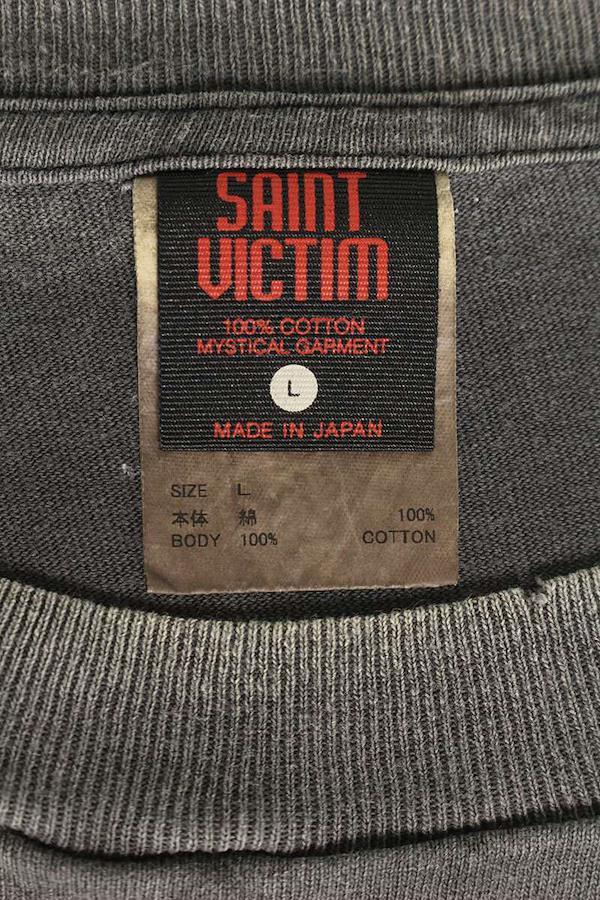 SAINT
VICTIM
100% COTTON
MYSTICAL GARMENT
L
MADE IN JAPAN
SIZE L
本体 綿 100%
BODY 100% COTTON